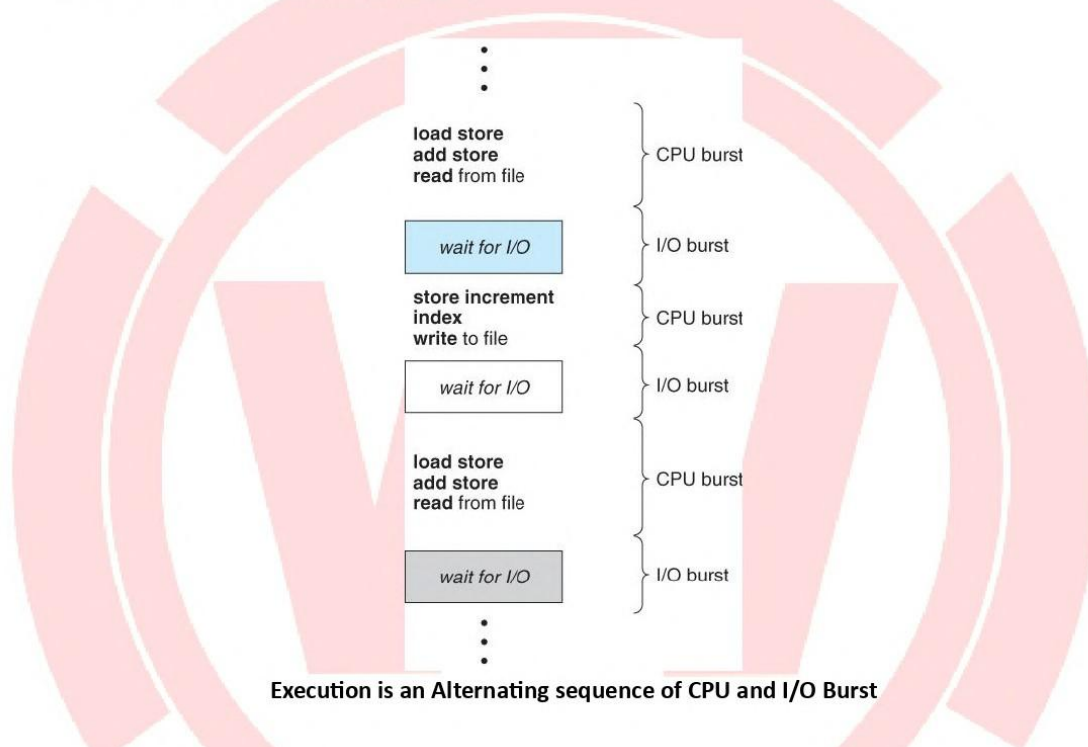 load store
add store
read from file
CPU burst
wait for I/O
I/O burst
store increment
index
write to file
CPU burst
wait for I/O
I/O burst
load store
add store
read from file
CPU burst
wait for I/O
I/O burst
Execution is an Alternating sequence of CPU and I/O Burst